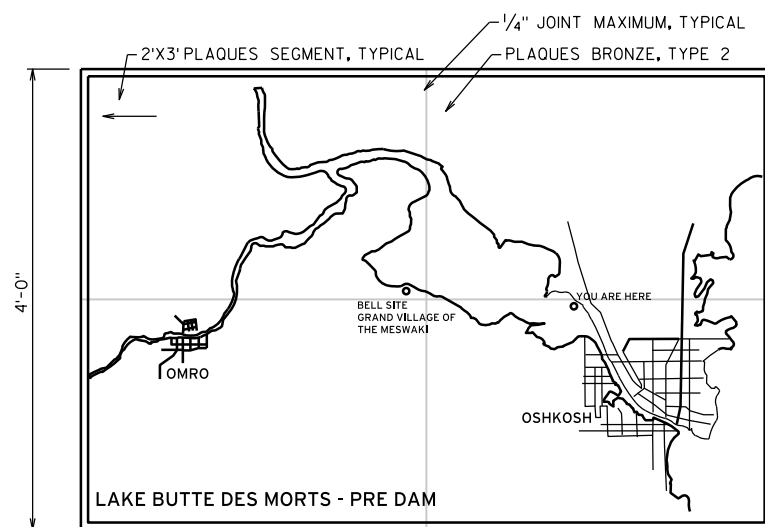 1/4" JOINT MAXIMUM, TYPICAL
2'X3' PLAQUES SEGMENT, TYPICAL
PLAQUES BRONZE, TYPE 2
4'-0"
BELL SITE
GRAND VILLAGE OF
THE MESWAKI
YOU ARE HERE
OMRO
OSHKOSH
LAKE BUTTE DES MORTS - PRE DAM